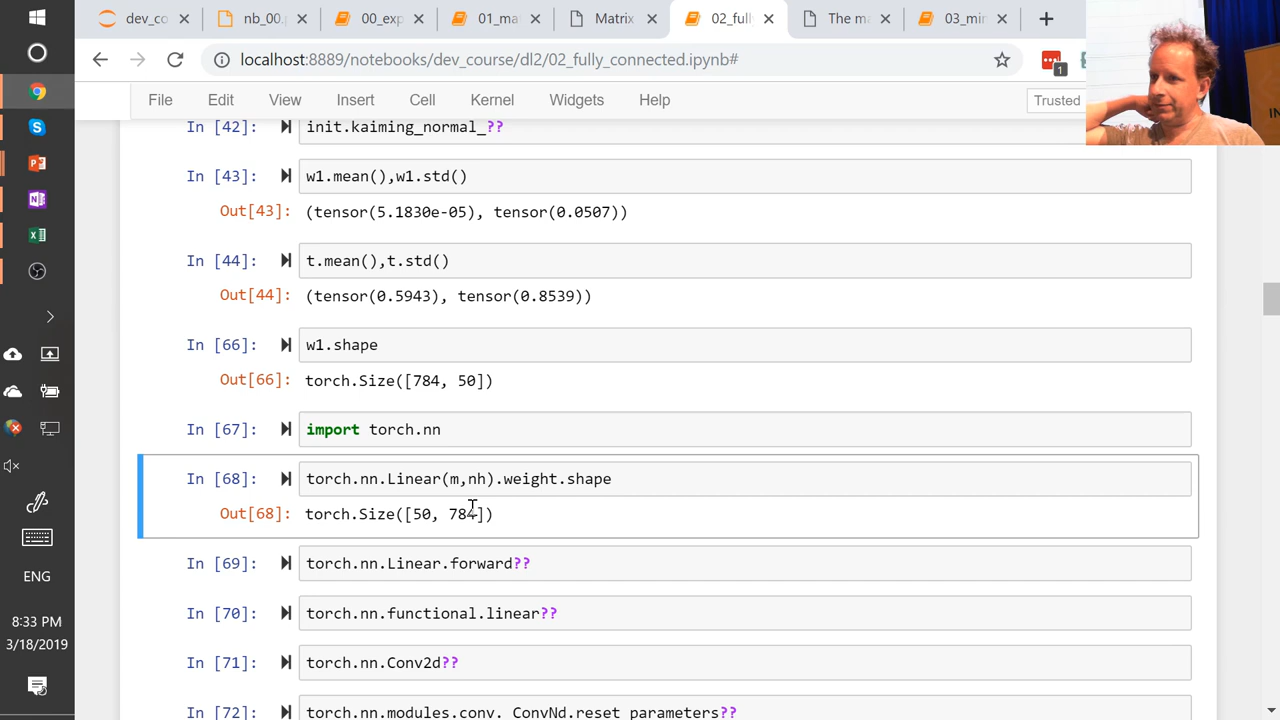 dev_co
nb_00.
00_exp
01_ma
Matrix
02_fully
The ma
03_min
localhost:8889/notebooks/dev_course/dl2/02_fully_connected.ipynb#
1
File
Edit
View
Insert
Cell
Kernel
Widgets
Help
Trusted
In [42]: init.kaiming_normal_??
In [43]: w1.mean(),w1.std()
Out[43]: (tensor(5.1830e-05), tensor(0.0507))
In [44]: t.mean(),t.std()
Out[44]: (tensor(0.5943), tensor(0.8539))
In [66]: w1.shape
Out[66]: torch.Size([784, 50])
In [67]: import torch.nn
In [68]: torch.nn.Linear(m,nh).weight.shape
Out[68]: torch.Size([50, 784])
In [69]: torch.nn.Linear.forward??
In [70]: torch.nn.functional.linear??
In [71]: torch.nn.Conv2d??
In [72]: torch.nn.modules.conv._ConvNd.reset_parameters??
ENG
8:33 PM
3/18/2019
IN